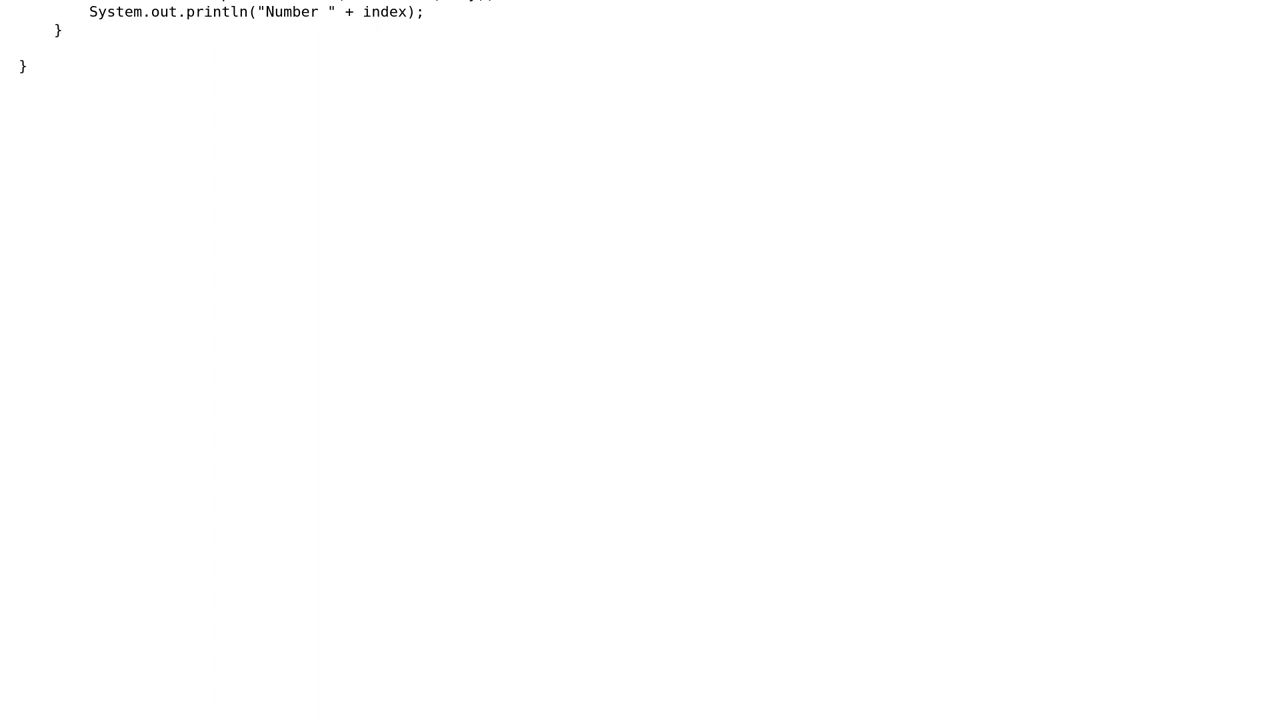 System.out.println("Number " + index);
}
}